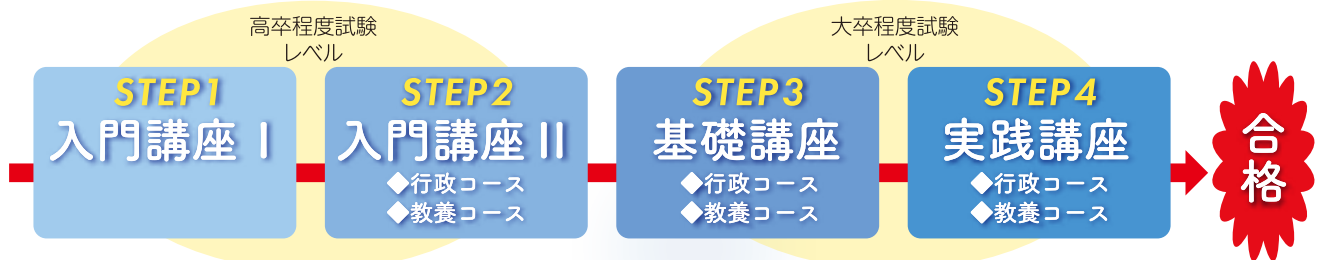 高卒程度試験
レベル
大卒程度試験
レベル
STEP1
入門講座Ⅰ
STEP2
入門講座Ⅱ
◆行政コース
◆教養コース
STEP3
基礎講座
◆行政コース
◆教養コース
STEP4
実践講座
◆行政コース
◆教養コース
合格